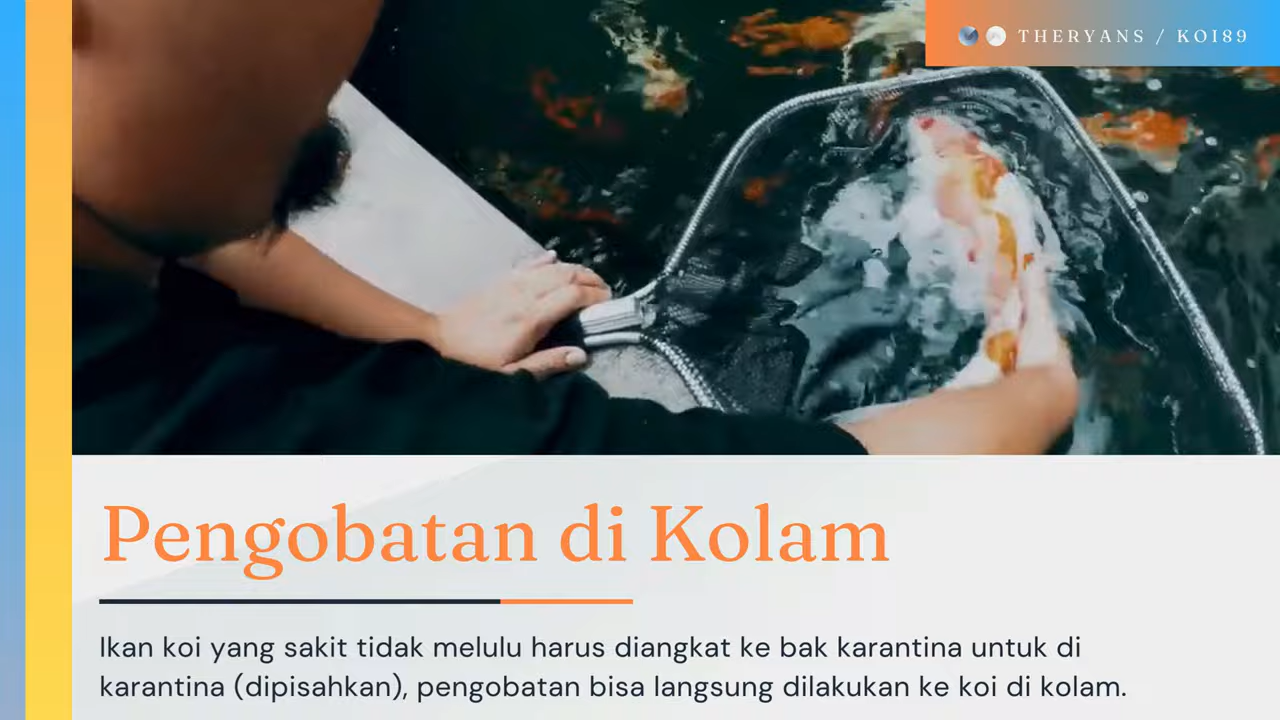 THERYANS / KOI89
Pengobatan di Kolam
Ikan koi yang sakit tidak melulu harus diangkat ke bak karantina untuk di
karantina (dipisahkan), pengobatan bisa langsung dilakukan ke koi di kolam.